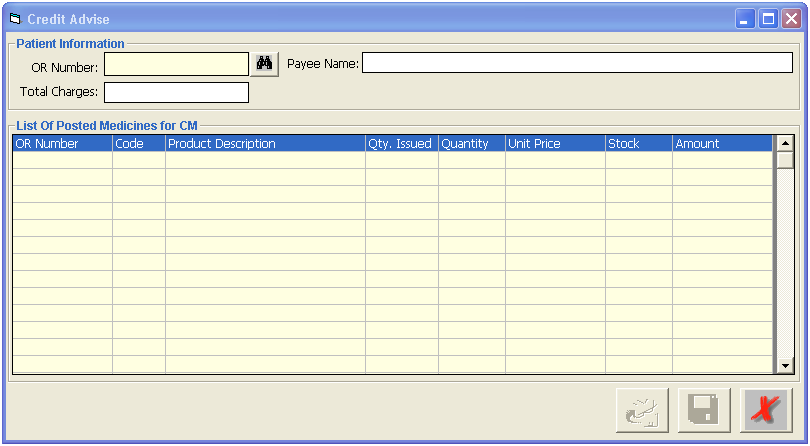 Credit Advise
Patient Information
OR Number: Payee Name:
Total Charges:
List Of Posted Medicines for CM
OR Number Code Product Description Qty. Issued Quantity Unit Price Stock Amount